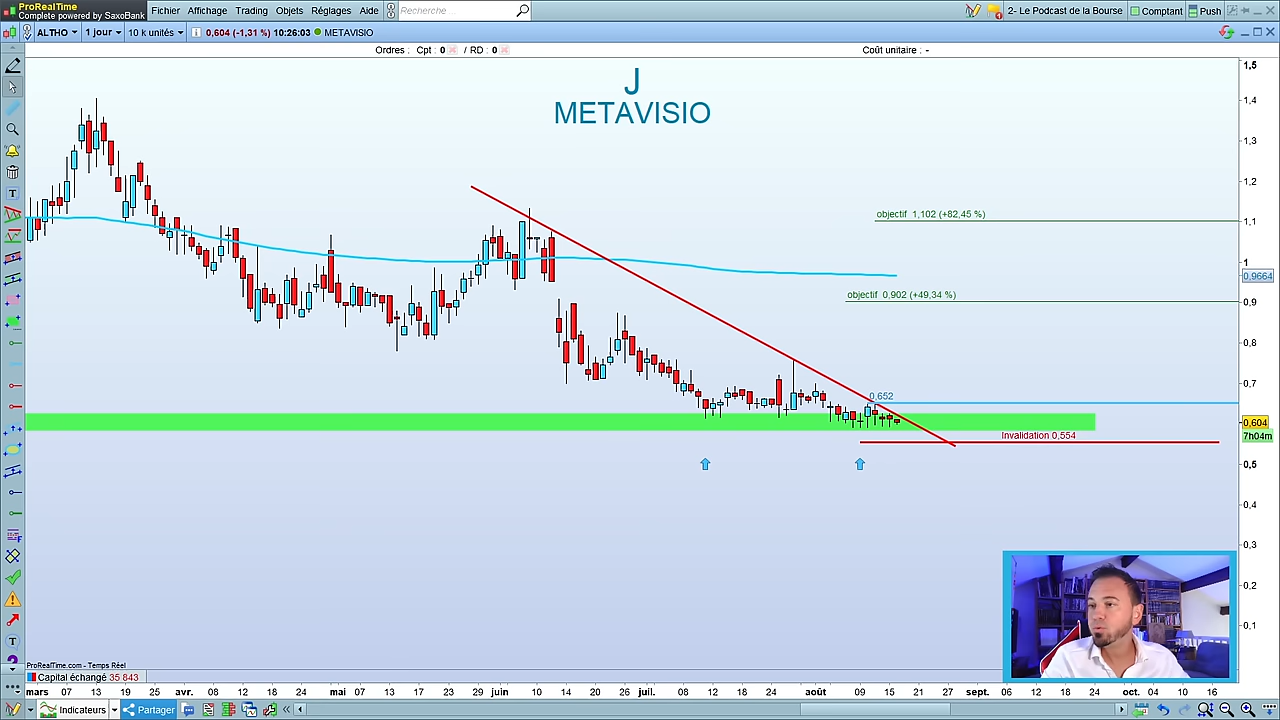 ProRealTime
Complete powered by SaxoBank
Fichier Affichage Trading Objets Réglages Aide Recherche 2- Le Podcast de la Bourse Comptant Push
ALTHO 1 jour 10 k unités 0,604 (-1,31 %) 10:26:03 METAVISIO
Ordres : Cpt : 0 / RD : 0 Coût unitaire : -
J
METAVISIO
1,5
1,4
1,3
1,2
objectif 1,102 (+82,45 %)
1,1
1
0,9664
objectif 0,902 (+49,34 %)
0,9
0,8
0,7
0,652
0,604
7h04m
Invalidation 0,554
0,5
0,4
0,3
0,2
0,1
ProRealTime.com - Temps Réel
Capital échangé 35 843
mars 07 13 19 25 avr. 08 12 18 24 mai 07 13 17 23 29 juin 10 14 20 26 juil. 08 12 18 24 août 09 15 21 27 sept. 06 12 18 24 oct. 04 10 16
Indicateurs Partager